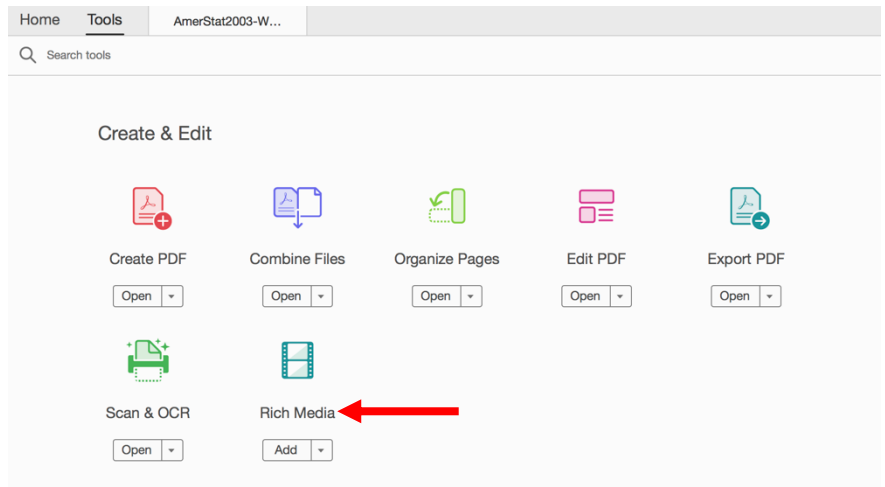 Home Tools AmerStat2003-W...
Search tools
Create & Edit
Create PDF Combine Files Organize Pages Edit PDF Export PDF
Open Open Open Open Open
Scan & OCR Rich Media
Open Add